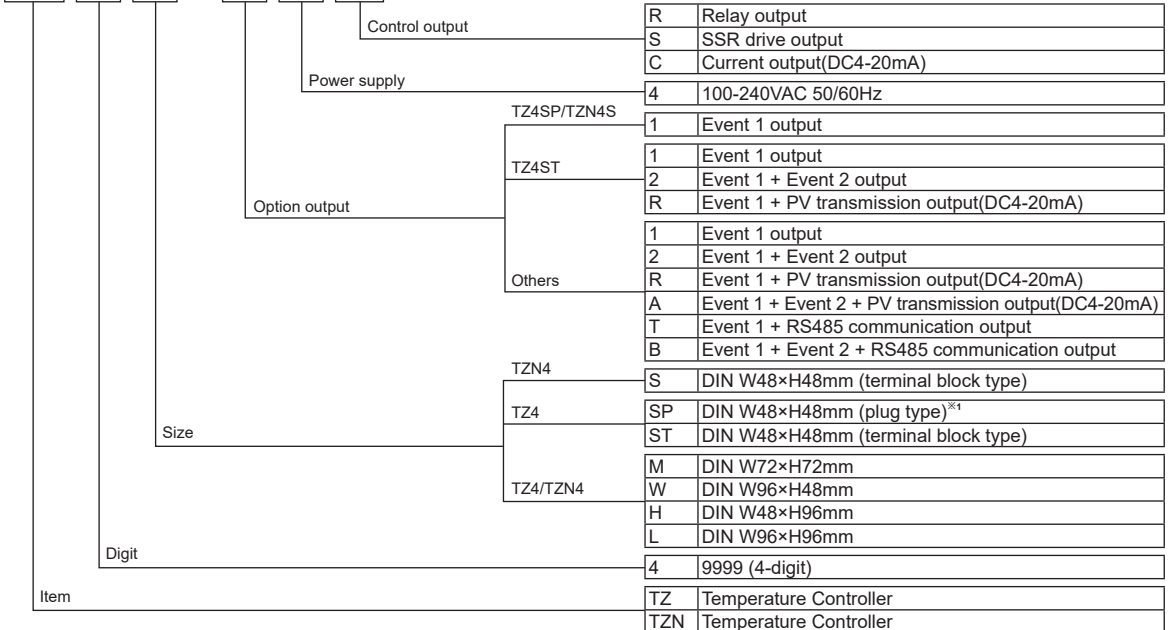 Control output
R Relay output
S SSR drive output
C Current output(DC4-20mA)
Power supply
4 100-240VAC 50/60Hz
TZ4SP/TZN4S
1 Event 1 output
TZ4ST
1 Event 1 output
2 Event 1 + Event 2 output
R Event 1 + PV transmission output(DC4-20mA)
Option output
Others
1 Event 1 output
2 Event 1 + Event 2 output
R Event 1 + PV transmission output(DC4-20mA)
A Event 1 + Event 2 + PV transmission output(DC4-20mA)
T Event 1 + RS485 communication output
B Event 1 + Event 2 + RS485 communication output
TZN4
S DIN W48×H48mm (terminal block type)
TZ4
SP DIN W48×H48mm (plug type)※1
ST DIN W48×H48mm (terminal block type)
Size
TZ4/TZN4
M DIN W72×H72mm
W DIN W96×H48mm
H DIN W48×H96mm
L DIN W96×H96mm
Digit
4 9999 (4-digit)
Item
TZ Temperature Controller
TZN Temperature Controller